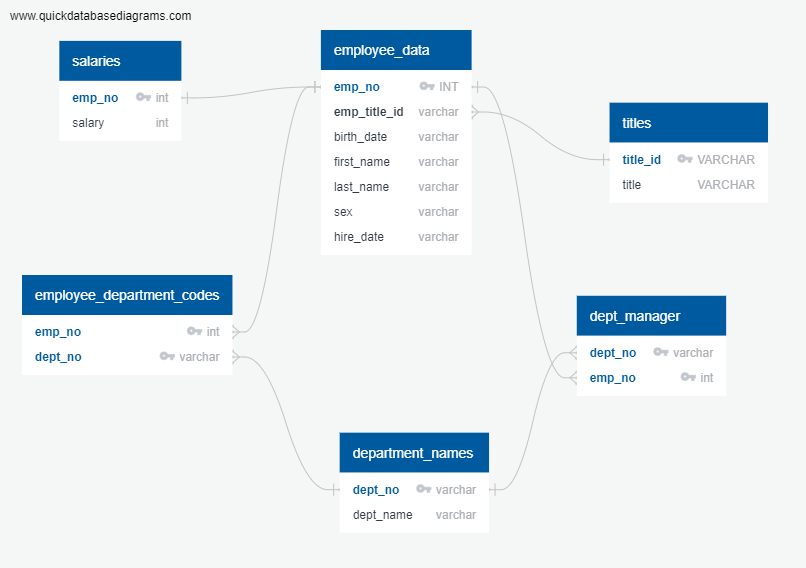 www.quickdatabasediagrams.com
salaries
emp_no int
salary int
employee_data
emp_no INT
emp_title_id varchar
birth_date varchar
first_name varchar
last_name varchar
sex varchar
hire_date varchar
titles
title_id VARCHAR
title VARCHAR
employee_department_codes
emp_no int
dept_no varchar
dept_manager
dept_no varchar
emp_no int
department_names
dept_no varchar
dept_name varchar